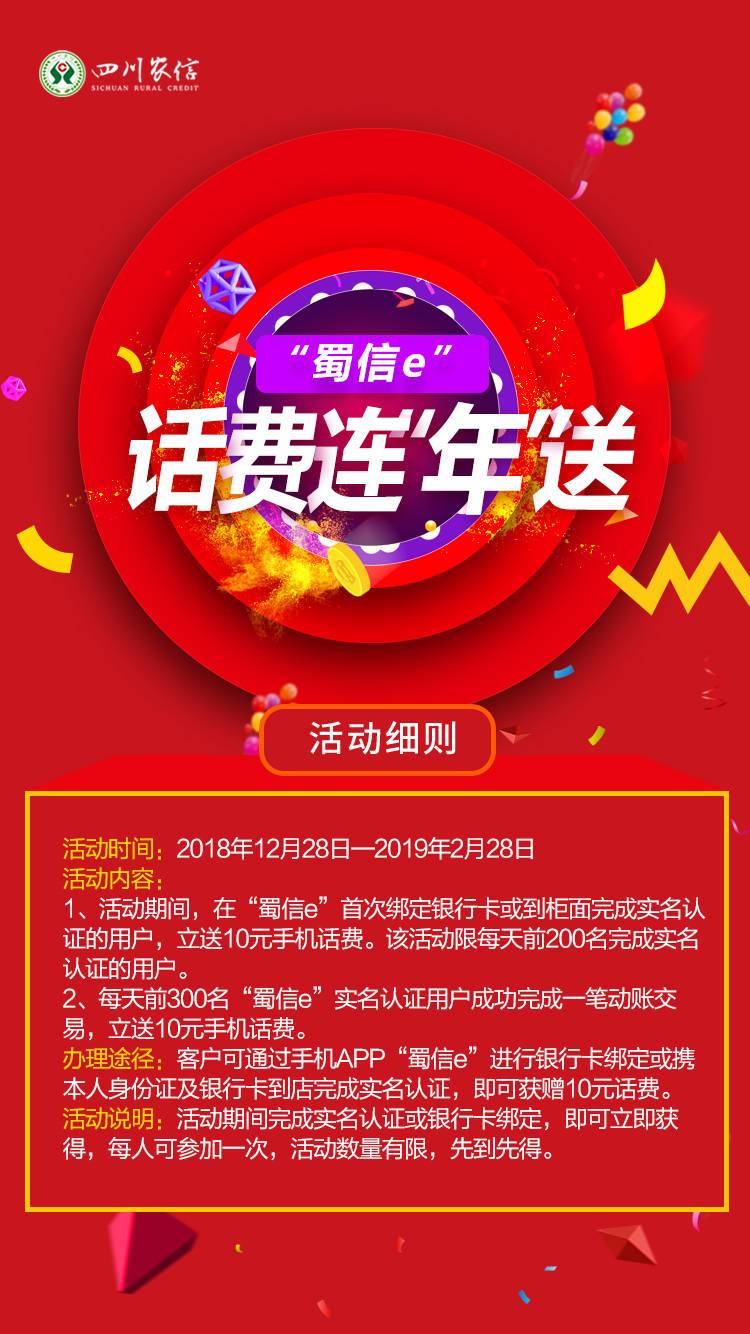 四川农信
SICHUAN RURAL CREDIT
“蜀信e”
话费连“年”送
活动细则
活动时间：2018年12月28日—2019年2月28日
活动内容：
1、活动期间，在“蜀信e”首次绑定银行卡或到柜面完成实名认
证的用户，立送10元手机话费。该活动限每天前200名完成实名
认证的用户。
2、每天前300名“蜀信e”实名认证用户成功完成一笔动账交
易，立送10元手机话费。
办理途径：客户可通过手机APP“蜀信e”进行银行卡绑定或携
本人身份证及银行卡到店完成实名认证，即可获赠10元话费。
活动说明：活动期间完成实名认证或银行卡绑定，即可立即获
得，每人可参加一次，活动数量有限，先到先得。